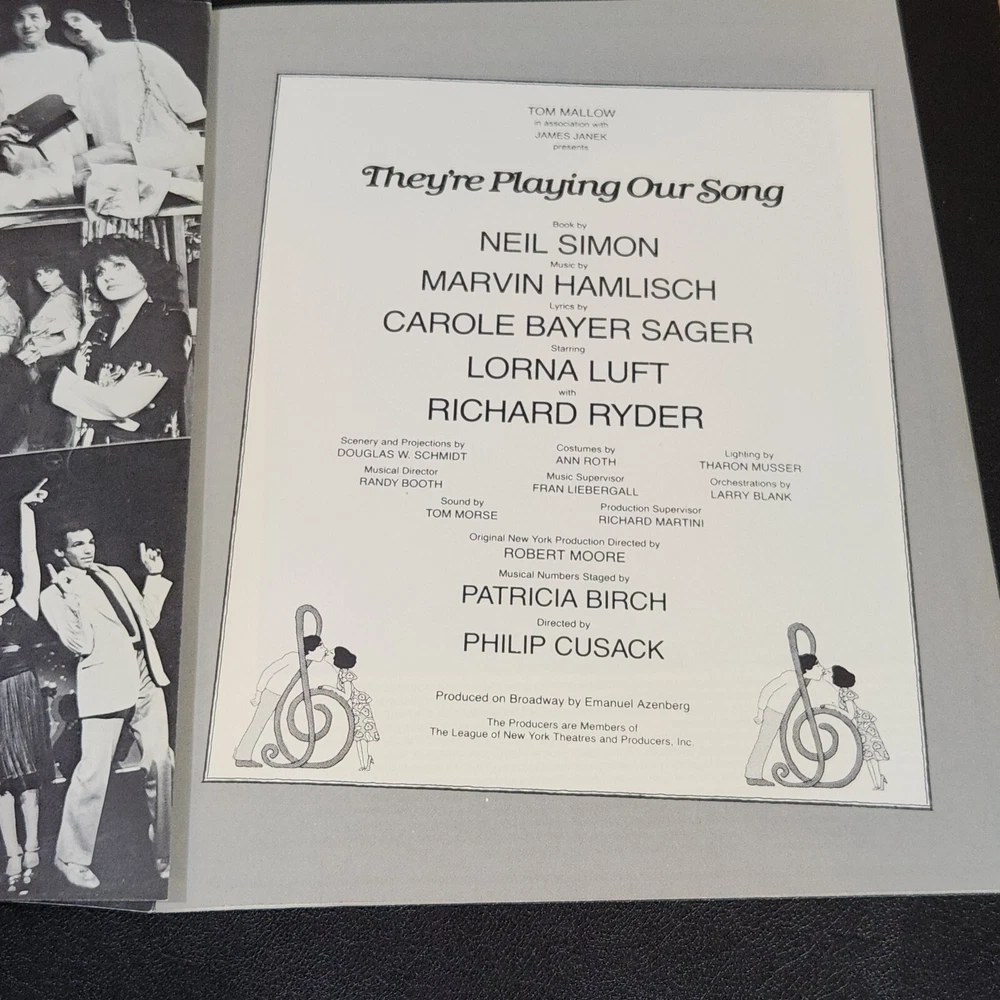 TOM MALLOW
in association with
JAMES JANEK
presents
They're Playing Our Song
Book by
NEIL SIMON
Music by
MARVIN HAMLISCH
Lyrics by
CAROLE BAYER SAGER
Starring
LORNA LUFT
with
RICHARD RYDER
Scenery and Projections by
DOUGLAS W. SCHMIDT
Costumes by
ANN ROTH
Lighting by
THARON MUSSER
Musical Director
RANDY BOOTH
Music Supervisor
FRAN LIEBERGALL
Orchestrations by
LARRY BLANK
Sound by
TOM MORSE
Production Supervisor
RICHARD MARTINI
Original New York Production Directed by
ROBERT MOORE
Musical Numbers Staged by
PATRICIA BIRCH
Directed by
PHILIP CUSACK
Produced on Broadway by Emanuel Azenberg
The Producers are Members of
The League of New York Theatres and Producers, Inc.